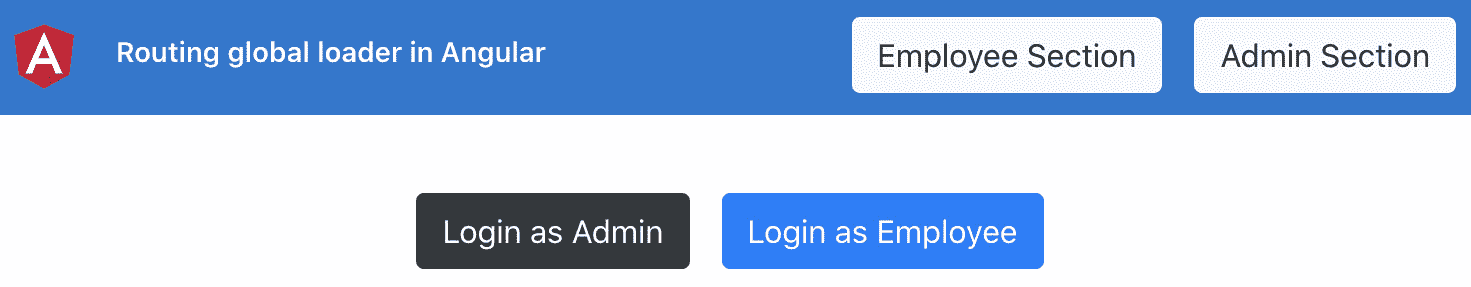 Routing global loader in Angular
Employee Section
Admin Section
Login as Admin
Login as Employee